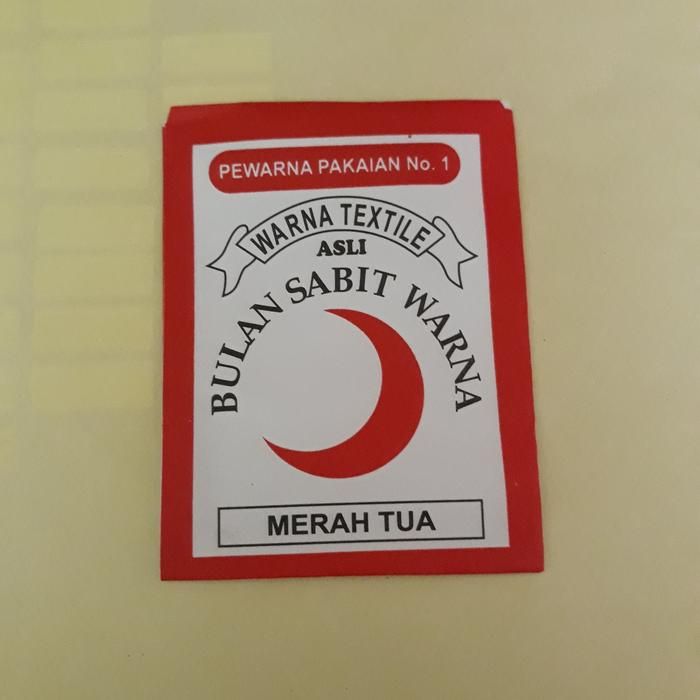 PEWARNA PAKAIAN No. 1
WARNA TEXTILE
ASLI
BULAN SABIT WARNA
MERAH TUA